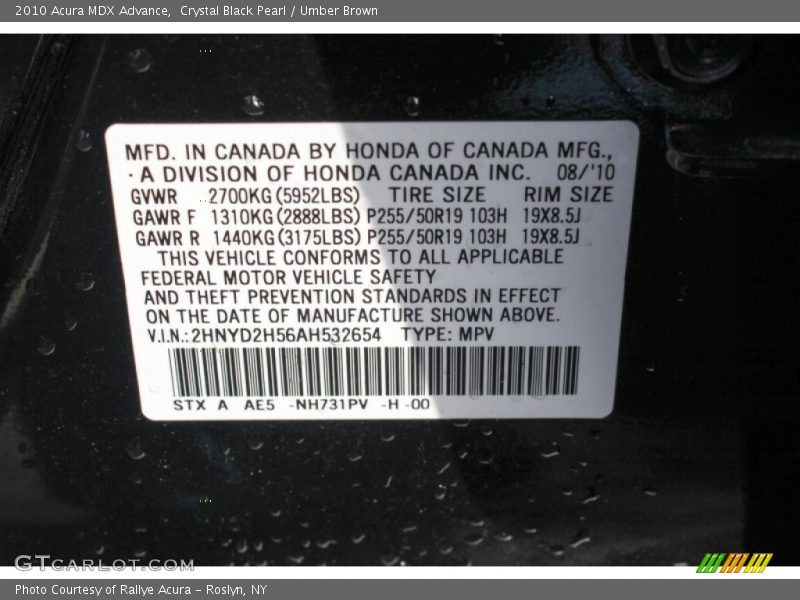 2010 Acura MDX Advance,  Crystal Black Pearl / Umber Brown
MFD. IN CANADA BY HONDA OF CANADA MFG.,
A DIVISION OF HONDA CANADA INC. 08/'10
GVWR 2700KG(5952LBS) TIRE SIZE RIM SIZE
GAWR F 1310KG(2888LBS) P255/50R19 103H 19X8.5J
GAWR R 1440KG(3175LBS) P255/50R19 103H 19X8.5J
THIS VEHICLE CONFORMS TO ALL APPLICABLE
FEDERAL MOTOR VEHICLE SAFETY
AND THEFT PREVENTION STANDARDS IN EFFECT
ON THE DATE OF MANUFACTURE SHOWN ABOVE.
V.I.N.:2HNYD2H56AH532654 TYPE: MPV
STX A AE5 -NH731PV -H -00
GTCARLOT.COM
Photo Courtesy of Rallye Acura - Roslyn, NY